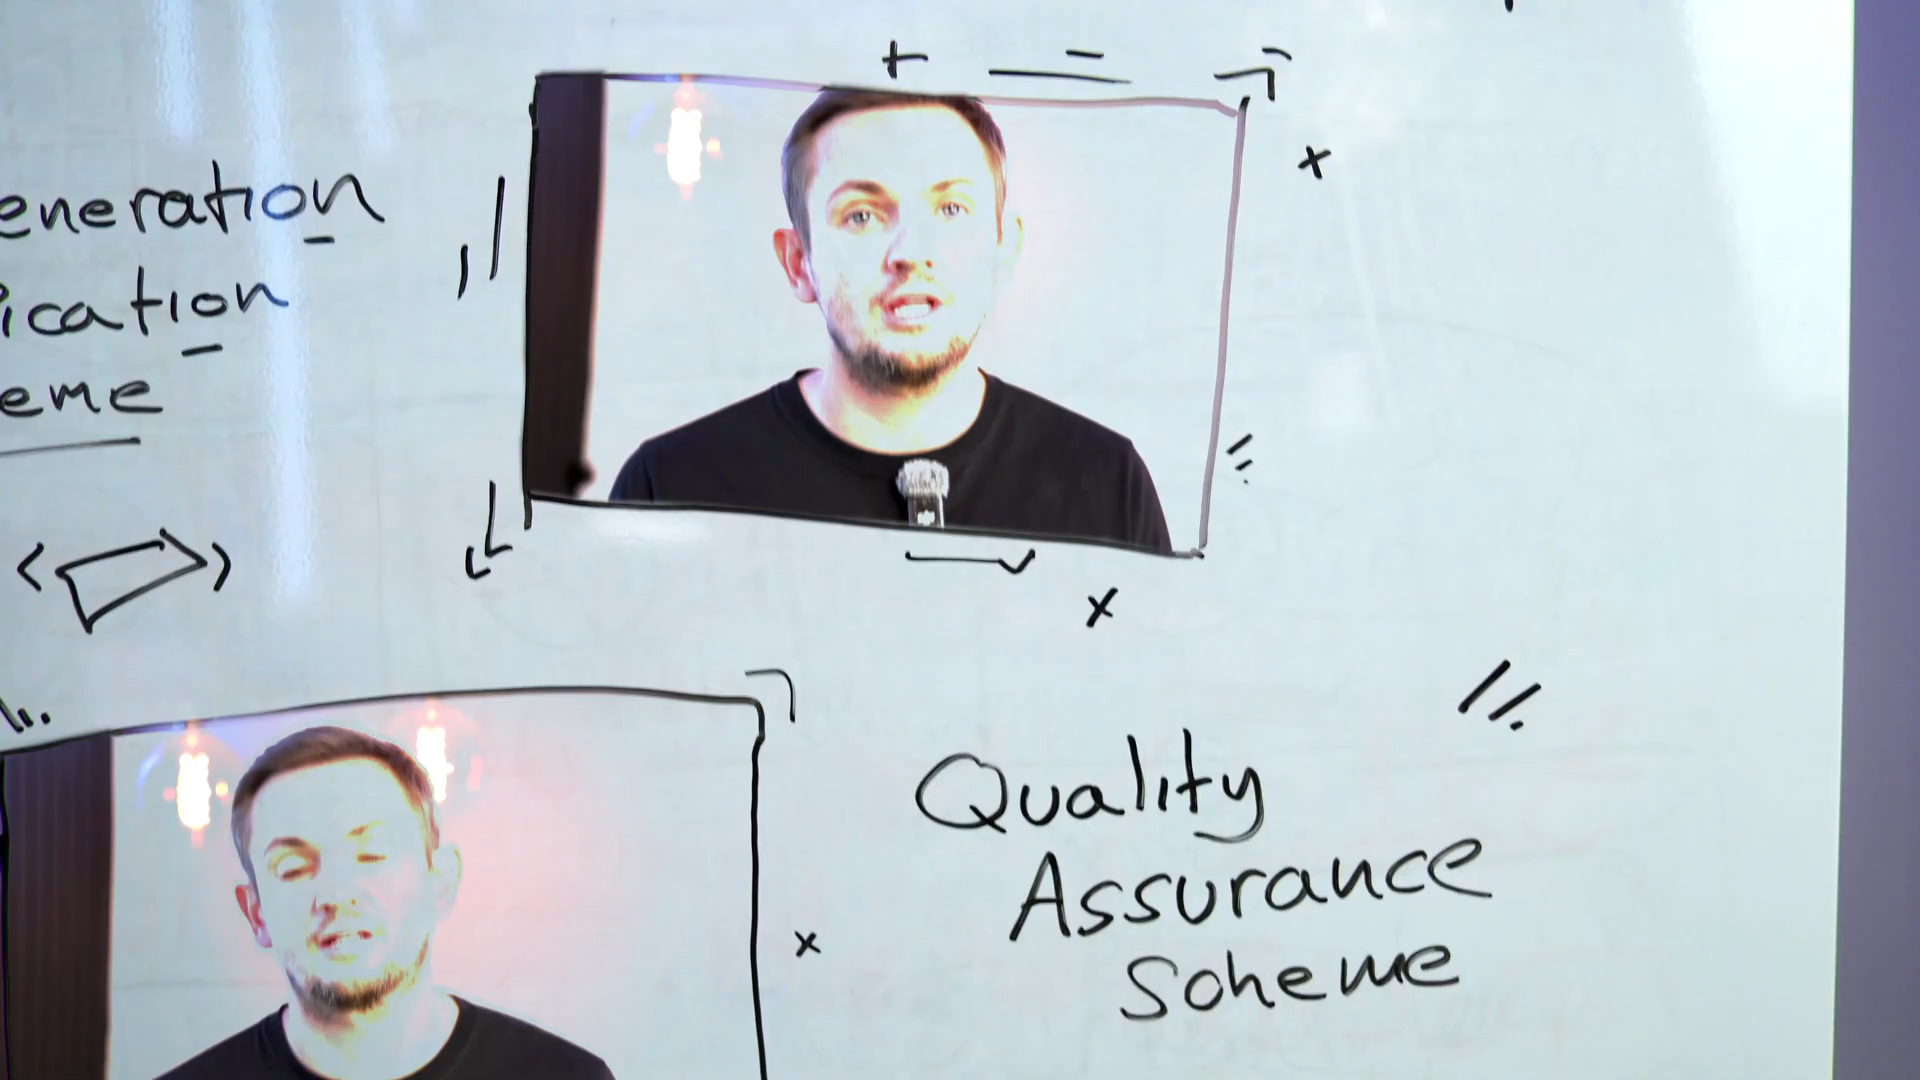 eneration
ication
eme
Quality
Assurance
Scheme